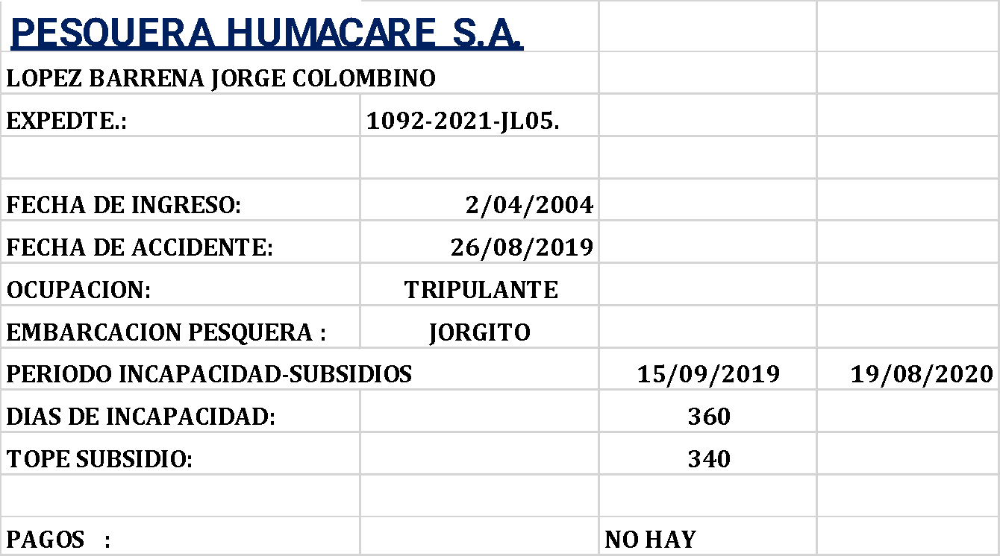 PESQUERA HUMACARE S.A.
LOPEZ BARRENA JORGE COLOMBINO
EXPEDTE.: 1092-2021-JL05.
FECHA DE INGRESO: 2/04/2004
FECHA DE ACCIDENTE: 26/08/2019
OCUPACION: TRIPULANTE
EMBARCACION PESQUERA : JORGITO
PERIODO INCAPACIDAD-SUBSIDIOS 15/09/2019 19/08/2020
DIAS DE INCAPACIDAD: 360
TOPE SUBSIDIO: 340
PAGOS : NO HAY